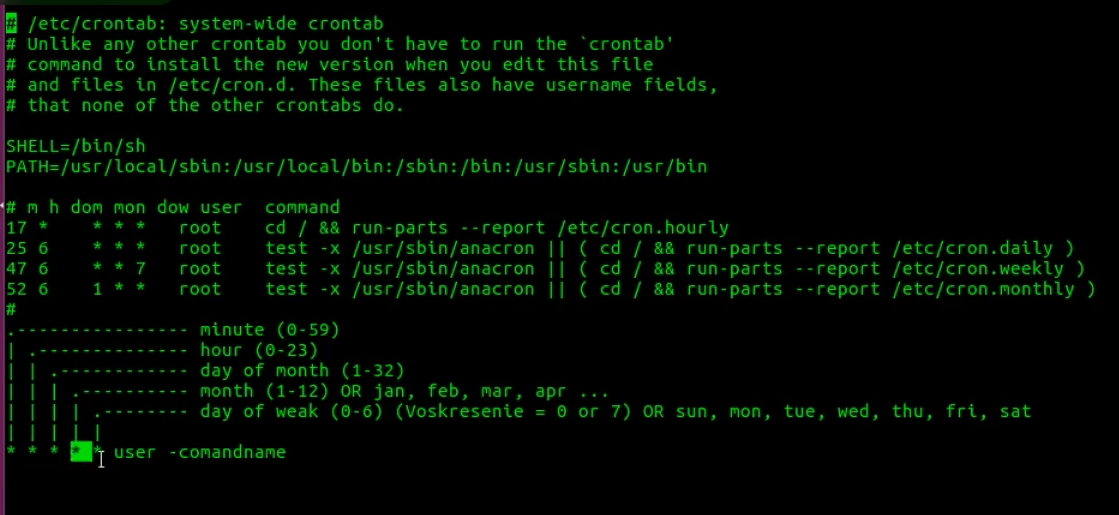 # /etc/crontab: system-wide crontab
# Unlike any other crontab you don't have to run the `crontab'
# command to install the new version when you edit this file
# and files in /etc/cron.d. These files also have username fields,
# that none of the other crontabs do.

SHELL=/bin/sh
PATH=/usr/local/sbin:/usr/local/bin:/sbin:/bin:/usr/sbin:/usr/bin

# m h dom mon dow user  command
17 *    * * *   root    cd / && run-parts --report /etc/cron.hourly
25 6    * * *   root    test -x /usr/sbin/anacron || ( cd / && run-parts --report /etc/cron.daily )
47 6    * * 7   root    test -x /usr/sbin/anacron || ( cd / && run-parts --report /etc/cron.weekly )
52 6    1 * *   root    test -x /usr/sbin/anacron || ( cd / && run-parts --report /etc/cron.monthly )
#
.---------------- minute (0-59)
| .-------------- hour (0-23)
| | .------------ day of month (1-32)
| | | .---------- month (1-12) OR jan, feb, mar, apr ...
| | | | .-------- day of weak (0-6) (Voskresenie = 0 or 7) OR sun, mon, tue, wed, thu, fri, sat
| | | | |
* * * * * user -comandname